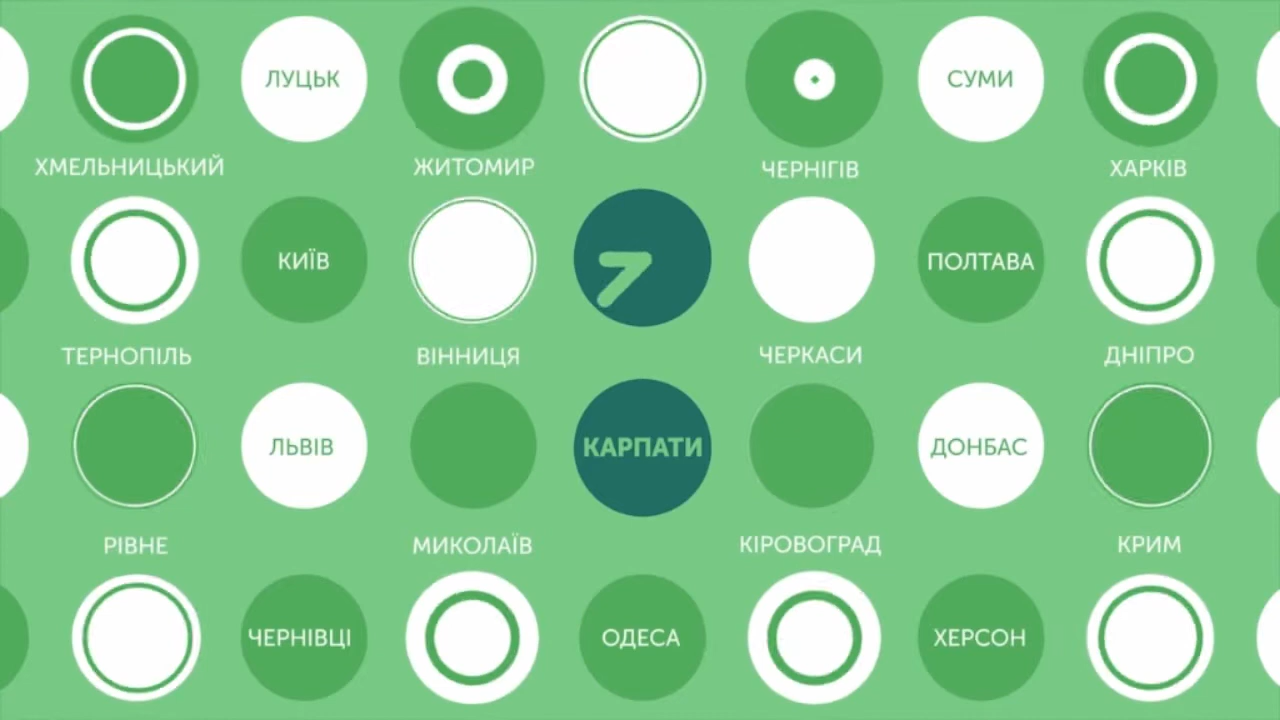 ЛУЦЬК
СУМИ
ХМЕЛЬНИЦЬКИЙ
ЖИТОМИР
ЧЕРНІГІВ
ХАРКІВ
КИЇВ
ПОЛТАВА
ТЕРНОПІЛЬ
ВІННИЦЯ
ЧЕРКАСИ
ДНІПРО
ЛЬВІВ
КАРПАТИ
ДОНБАС
РІВНЕ
МИКОЛАЇВ
КІРОВОГРАД
КРИМ
ЧЕРНІВЦІ
ОДЕСА
ХЕРСОН